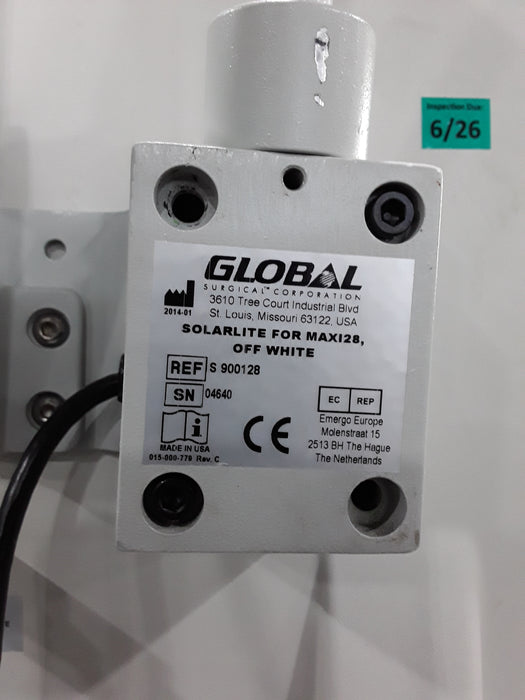 Inspection Due:
6/26
GLOBAL
SURGICAL™ CORPORATION
3610 Tree Court Industrial Blvd
St. Louis, Missouri 63122, USA
2014-01
SOLARLITE FOR MAXI28,
OFF WHITE
REF S 900128
SN 04640
EC REP
Emergo Europe
Molenstraat 15
2513 BH The Hague
The Netherlands
i
CE
MADE IN USA
015-000-779 Rev. C